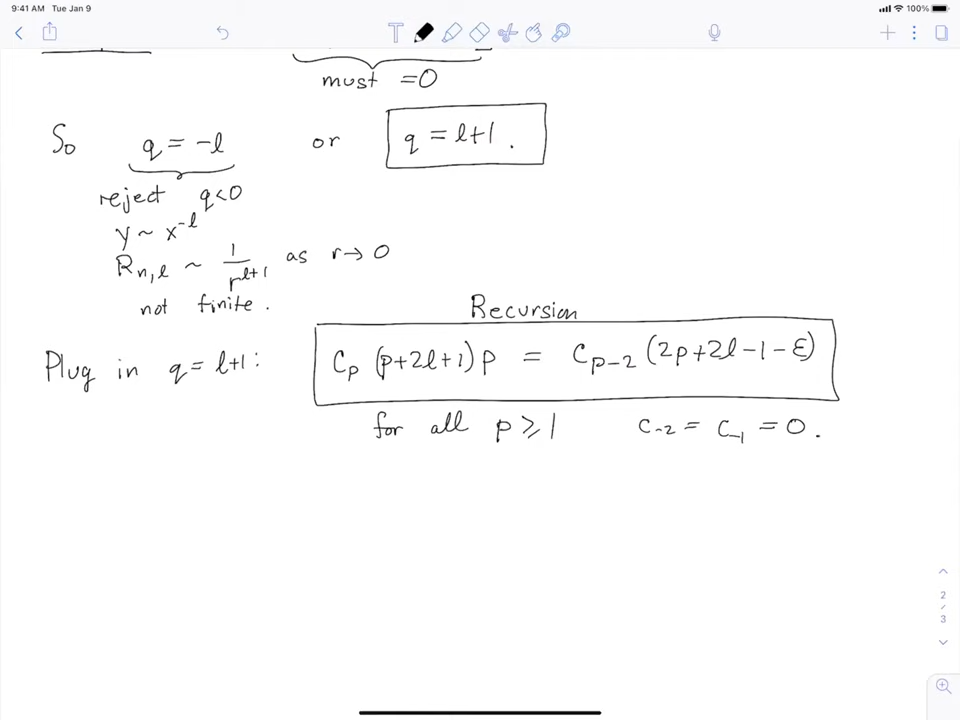 9:41 AM Tue Jan 9
100%
must =0
So q = -l or q = l+1.
reject q<0
y ~ x^-l
R_n,l ~ 1/r^l+1 as r→0
not finite.
Recursion
Plug in q = l+1: C_p (p+2l+1) p = C_p-2 (2p+2l-1-ε)
for all p ≥ 1 C_-2 = C_-1 = 0.
2
/
3